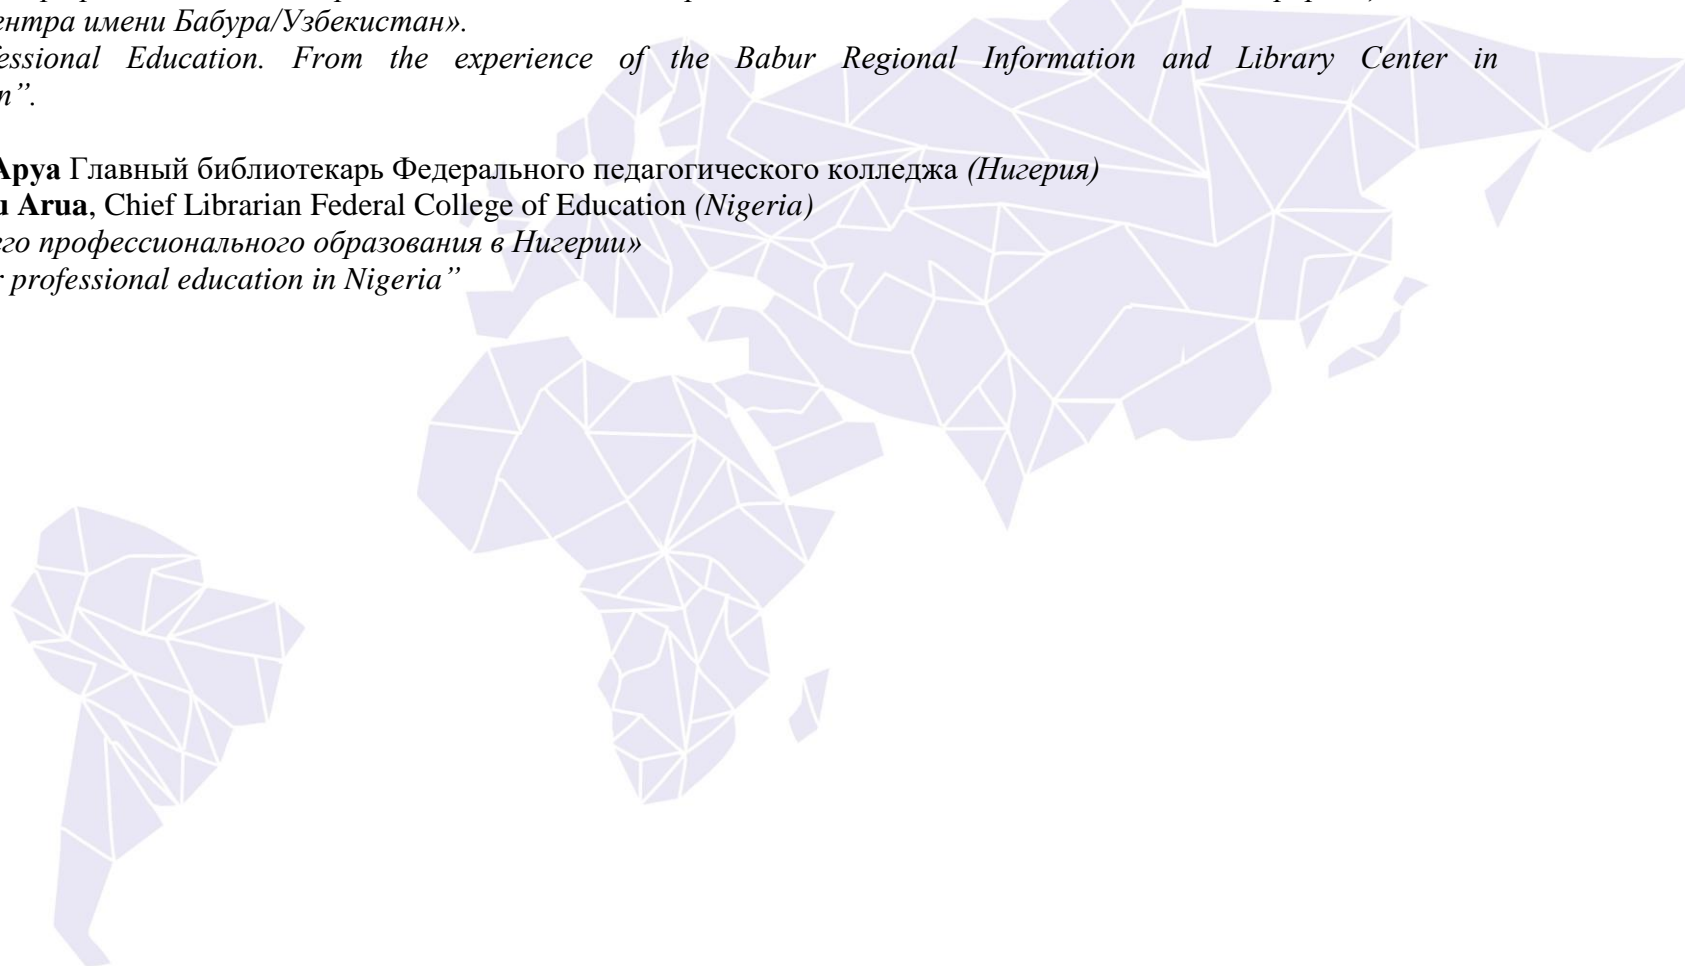 ентра имени Бабура/Узбекистан».
essional Education. From the experience of the Babur Regional Information and Library Center in
n”.
Аруа Главный библиотекарь Федерального педагогического колледжа (Нигерия)
u Arua, Chief Librarian Federal College of Education (Nigeria)
го профессионального образования в Нигерии»
r professional education in Nigeria”